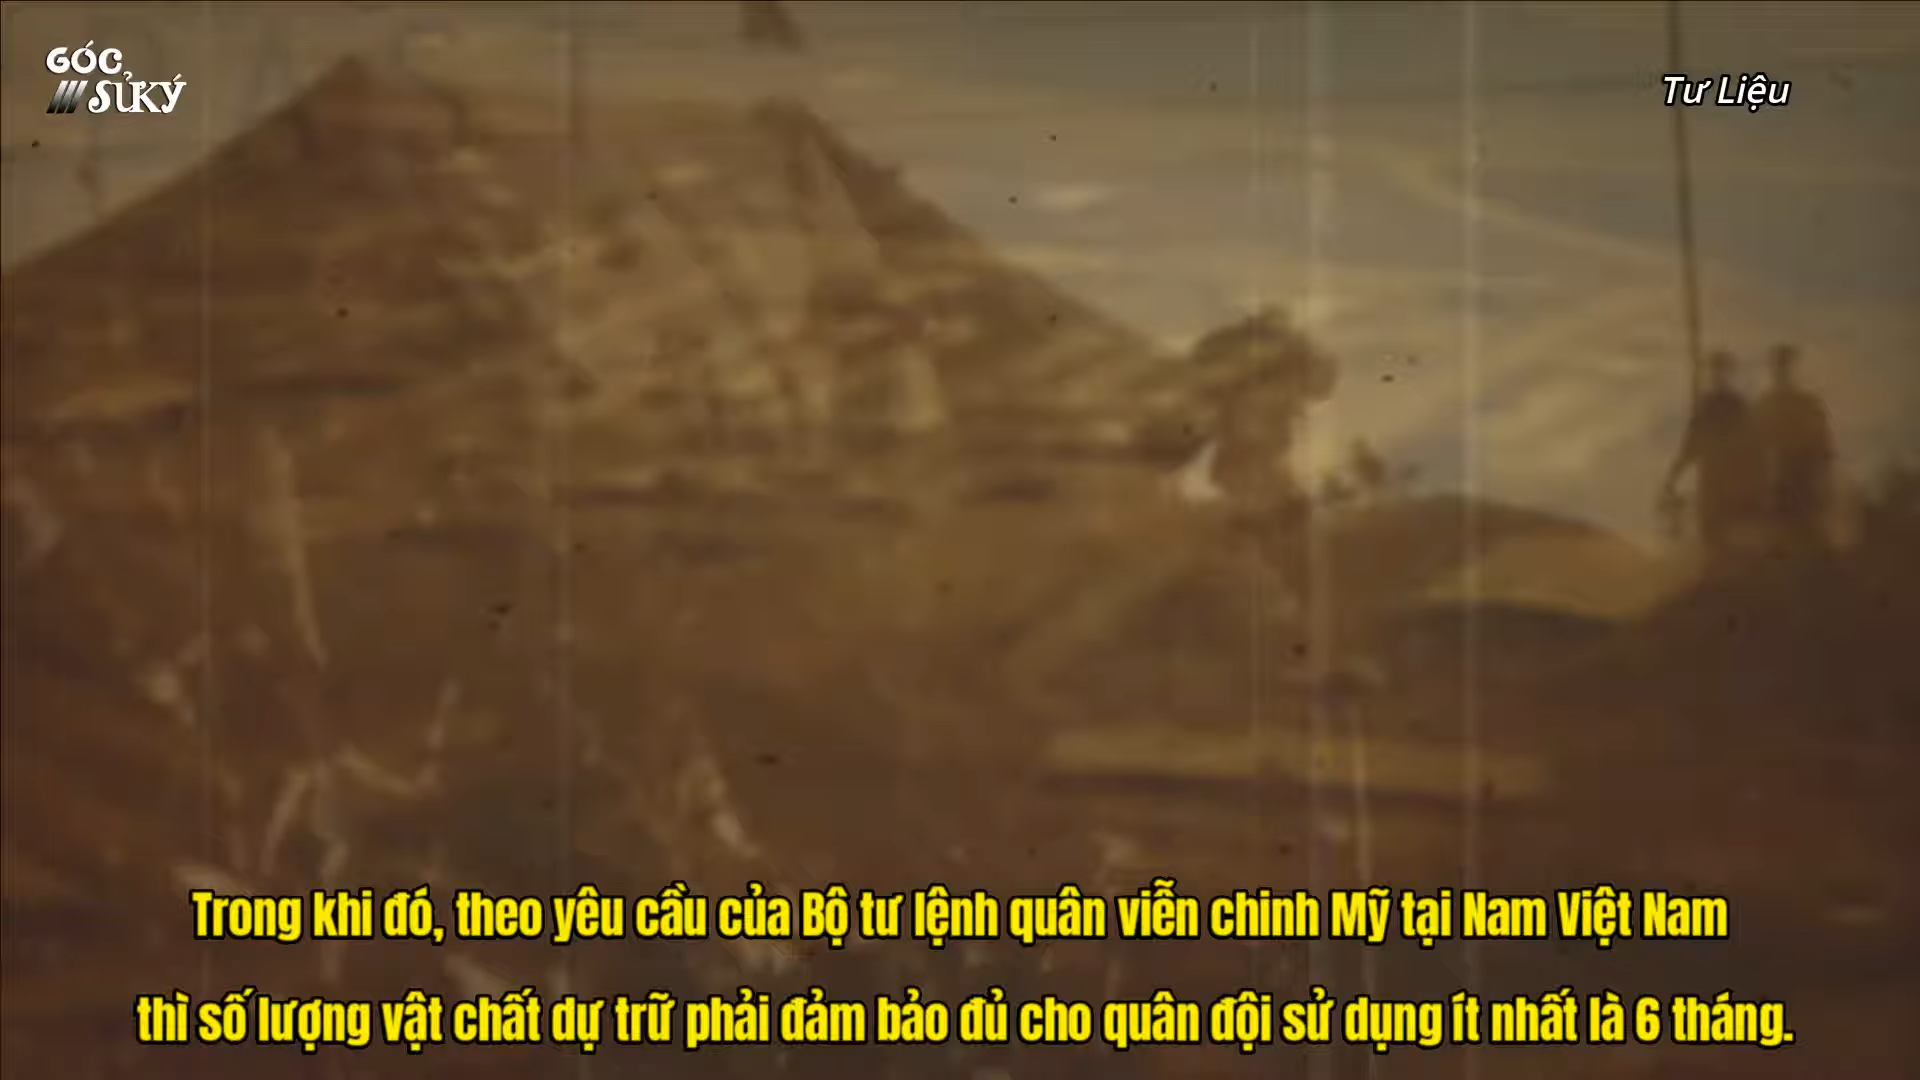 GÓC
SỬ KÝ
Tư Liệu
Trong khi đó, theo yêu cầu của Bộ tư lệnh quân viễn chinh Mỹ tại Nam Việt Nam
thì số lượng vật chất dự trữ phải đảm bảo đủ cho quân đội sử dụng ít nhất là 6 tháng.